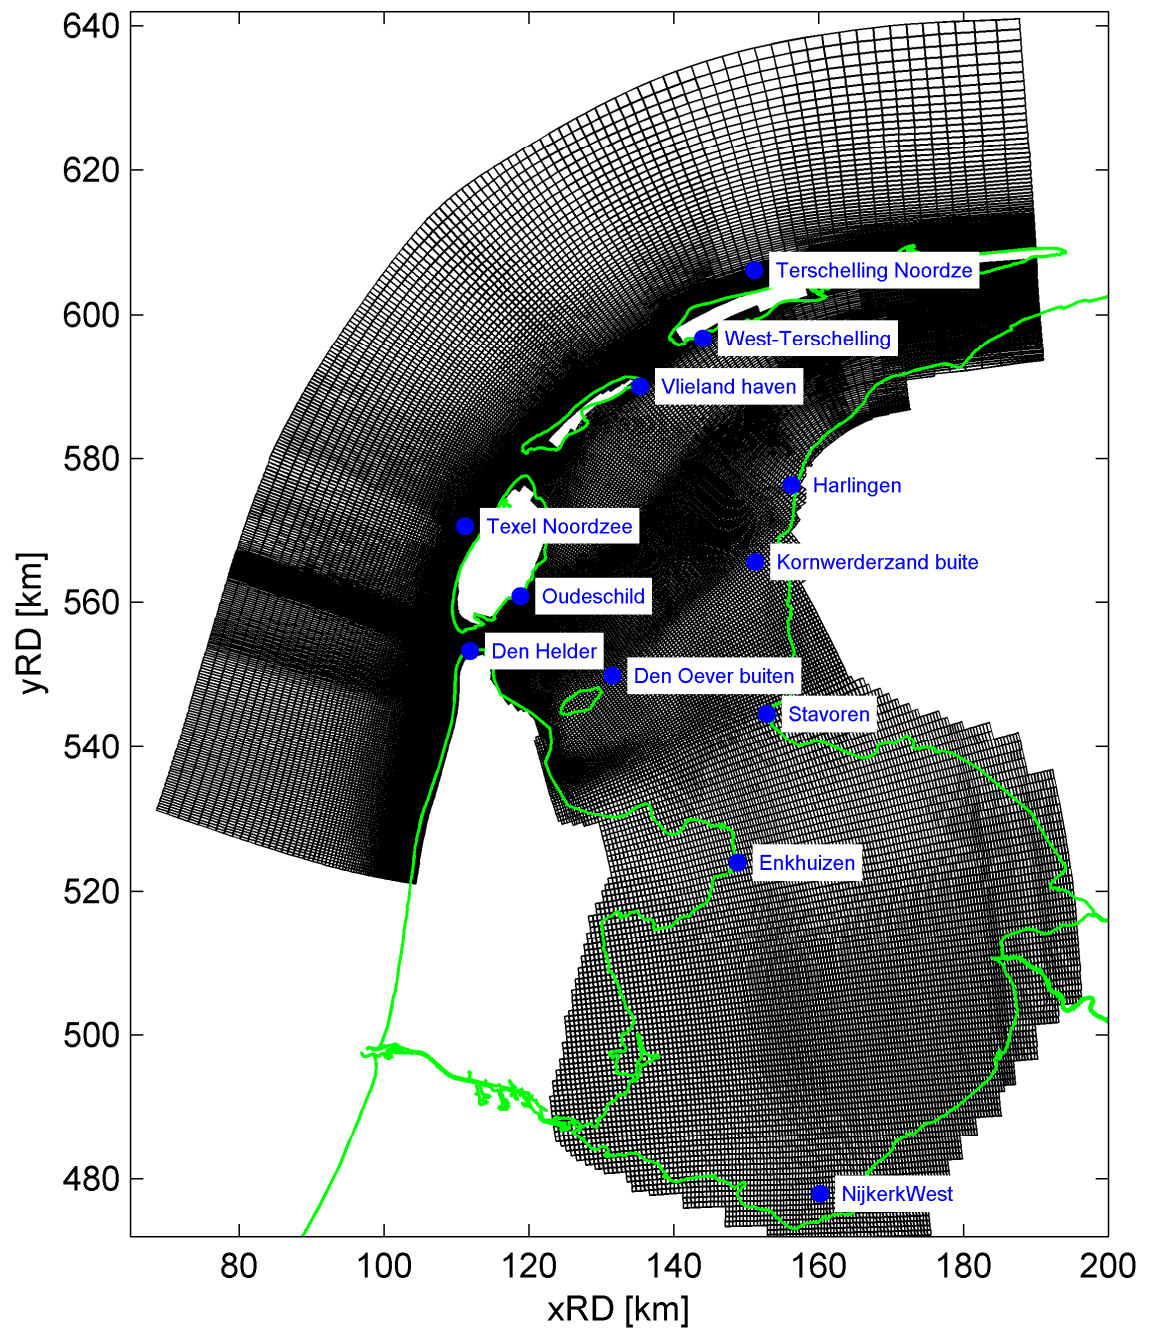 640
620
600
580
560
540
520
500
480
yRD [km]
Terschelling Noordze
West-Terschelling
Vlieland haven
Harlingen
Texel Noordzee
Kornwerderzand buite
Oudeschild
Den Helder
Den Oever buiten
Stavoren
Enkhuizen
NijkerkWest
80
100
120
140
160
180
200
xRD [km]